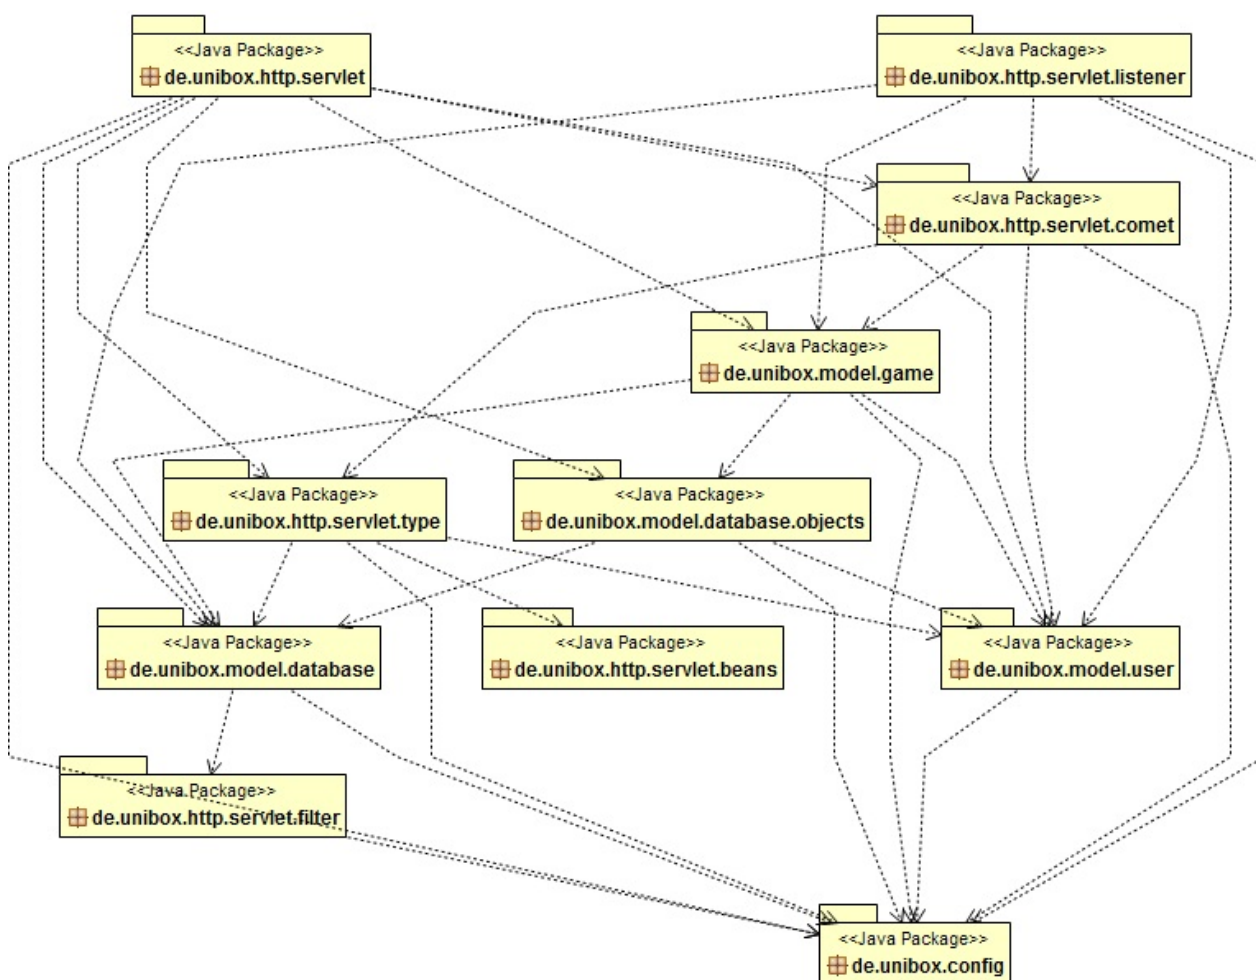 <<Java Package>>
de.unibox.http.servlet
<<Java Package>>
de.unibox.http.servlet.listener
<<Java Package>>
de.unibox.http.servlet.comet
<<Java Package>>
de.unibox.model.game
<<Java Package>>
de.unibox.http.servlet.type
<<Java Package>>
de.unibox.model.database.objects
<<Java Package>>
de.unibox.model.database
<<Java Package>>
de.unibox.http.servlet.beans
<<Java Package>>
de.unibox.model.user
<<Java Package>>
de.unibox.http.servlet.filter
<<Java Package>>
de.unibox.config